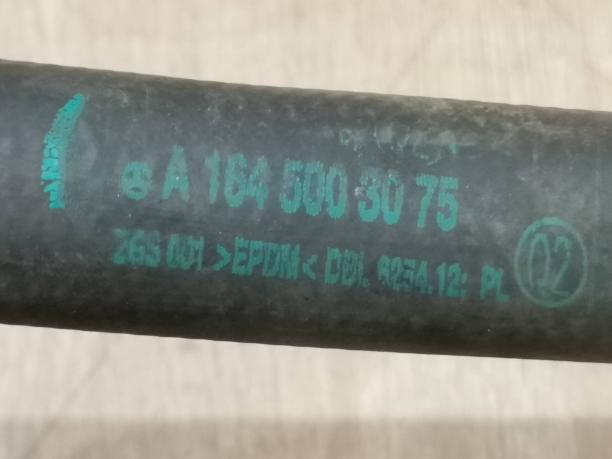 A 164 500 30 75
ZGS 001 >EPDM< DBL 6254.12: PL
02